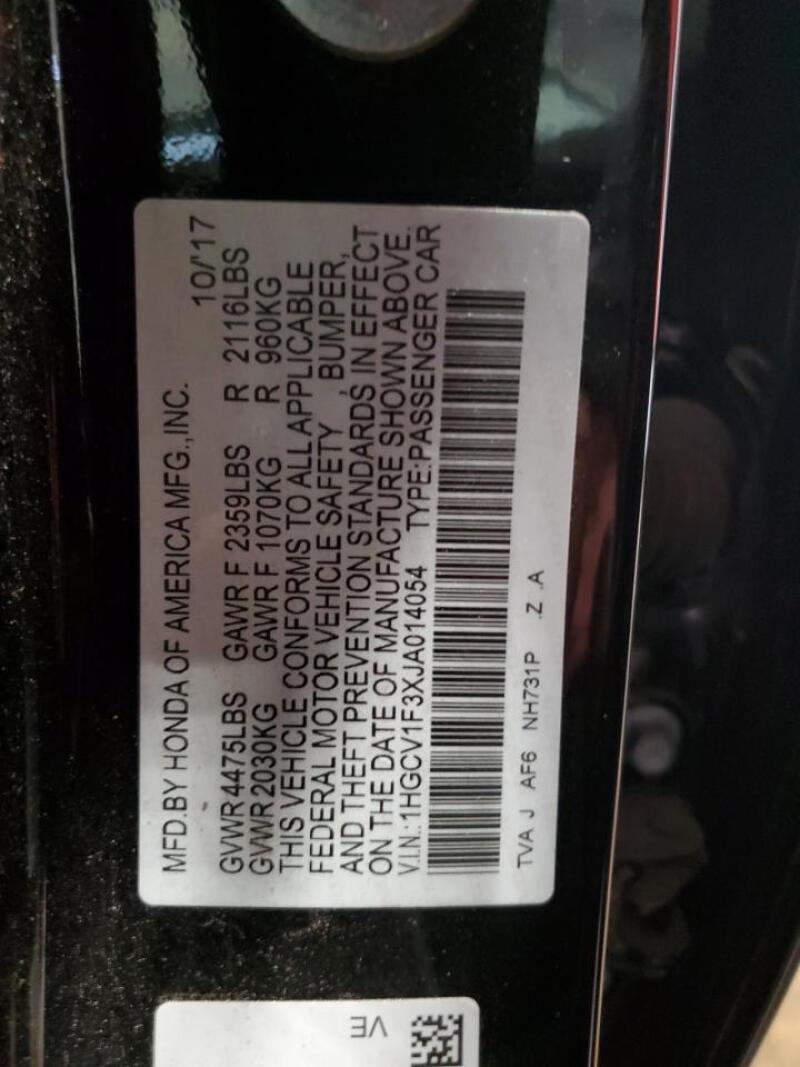 MFD.BY HONDA OF AMERICA MFG.,INC. 10/'17
GVWR 4475LBS GAWR F 2359LBS R 2116LBS
GVWR 2030KG GAWR F 1070KG R 960KG
THIS VEHICLE CONFORMS TO ALL APPLICABLE
FEDERAL MOTOR VEHICLE SAFETY , BUMPER,
AND THEFT PREVENTION STANDARDS IN EFFECT
ON THE DATE OF MANUFACTURE SHOWN ABOVE.
V.I.N.:1HGCV1F3XJA014054 TYPE:PASSENGER CAR
TVA J AF6 NH731P .Z .A
VE